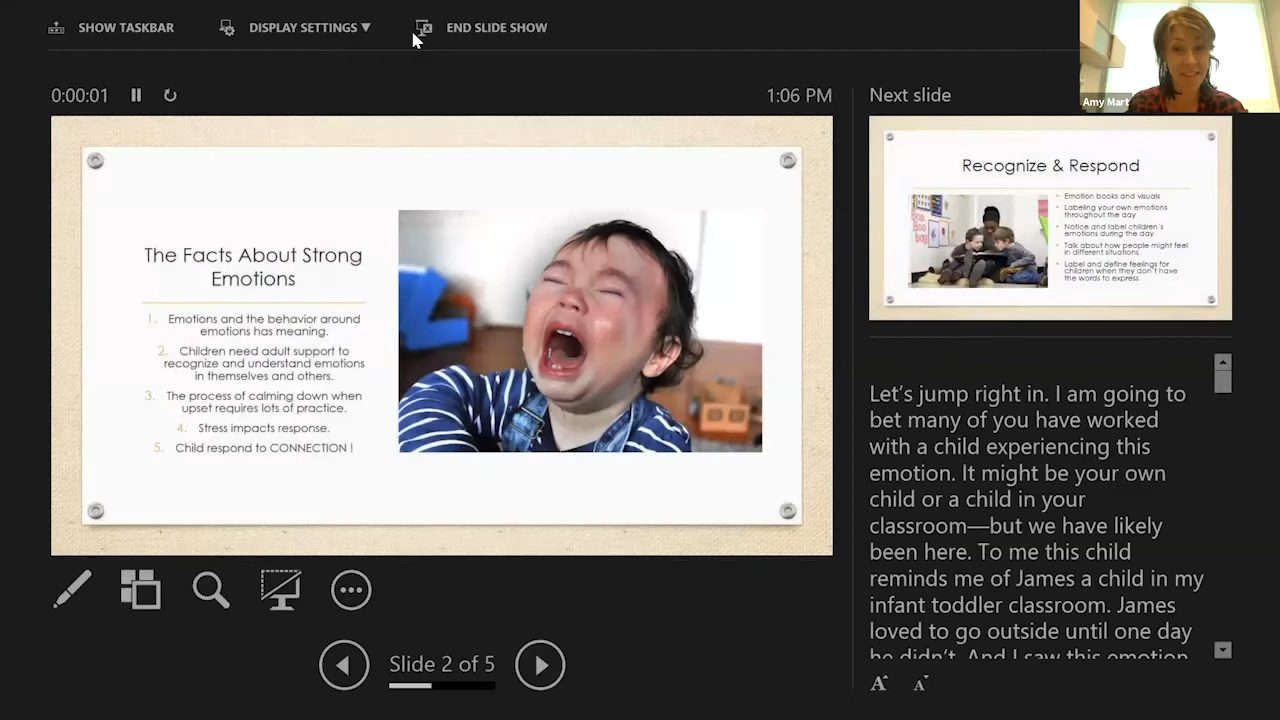 SHOW TASKBAR
DISPLAY SETTINGS ▼
END SLIDE SHOW
0:00:01
1:06 PM
Next slide
Amy Mart
The Facts About Strong
Emotions
1. Emotions and the behavior around
emotions has meaning.
2. Children need adult support to
recognize and understand emotions
in themselves and others.
3. The process of calming down when
upset requires lots of practice.
4. Stress impacts response.
5. Child respond to CONNECTION !
Recognize & Respond
• Emotion books and visuals
• Labeling your own emotions
throughout the day
• Notice and label children's
emotions during the day
• Talk about how people might feel
in different situations
• Label and define feelings for
children when they don't have
the words to express
Let's jump right in. I am going to
bet many of you have worked
with a child experiencing this
emotion. It might be your own
child or a child in your
classroom—but we have likely
been here. To me this child
reminds me of James a child in my
infant toddler classroom. James
loved to go outside until one day
he didn't. And I saw this emotion
Slide 2 of 5
A A